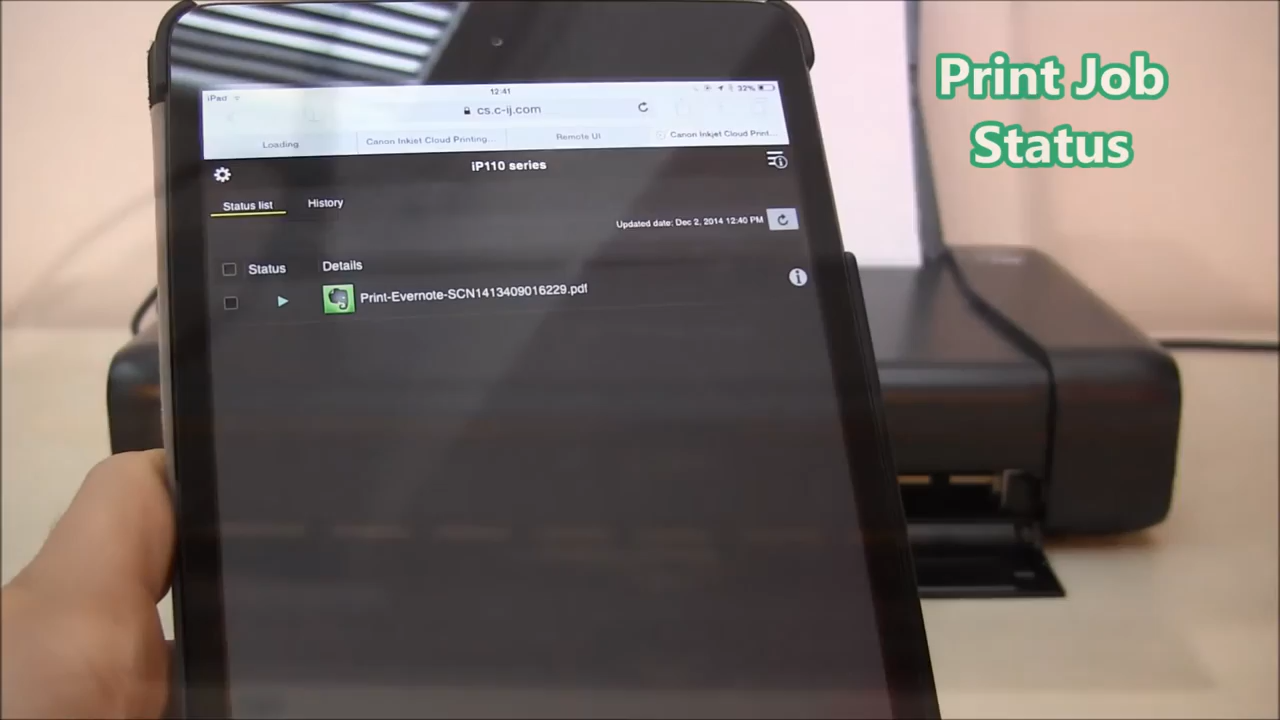 Print Job
Status
iPad
12:41
32%
cs.c-ij.com
Loading
Canon Inkjet Cloud Printing...
Remote UI
Canon Inkjet Cloud Print...
iP110 series
Status list
History
Updated date: Dec 2, 2014 12:40 PM
Status
Details
Print-Evernote-SCN1413409016229.pdf